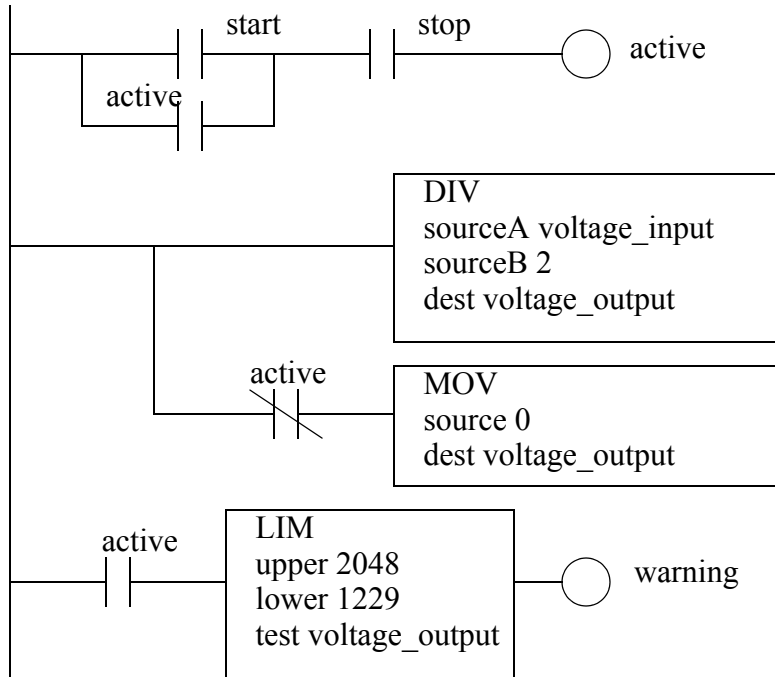 start
stop
active
active
DIV
sourceA voltage_input
sourceB 2
dest voltage_output
active
MOV
source 0
dest voltage_output
active
LIM
upper 2048
lower 1229
test voltage_output
warning